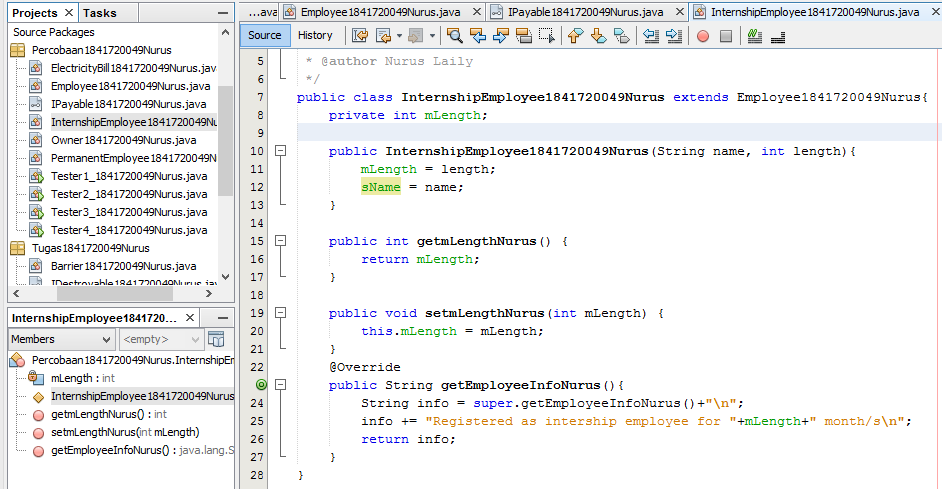 Projects Tasks
Source Packages
Percobaan1841720049Nurus
ElectricityBill1841720049Nurus.java
Employee1841720049Nurus.java
IPayable1841720049Nurus.java
InternshipEmployee1841720049Nu
Owner1841720049Nurus.java
PermanentEmployee1841720049N
Tester1_1841720049Nurus.java
Tester2_1841720049Nurus.java
Tester3_1841720049Nurus.java
Tester4_1841720049Nurus.java
Tugas1841720049Nurus
Barrier1841720049Nurus.java
IDestroyable1841720049Nurus.java
InternshipEmployee1841720...
Members <empty>
Percobaan1841720049Nurus.InternshipE
mLength : int
InternshipEmployee1841720049Nurus
getmLengthNurus() : int
setmLengthNurus(int mLength)
getEmployeeInfoNurus() : java.lang.S
...ava Employee1841720049Nurus.java IPayable1841720049Nurus.java InternshipEmployee1841720049Nurus.java
Source History
5 * @author Nurus Laily
6 */
7 public class InternshipEmployee1841720049Nurus extends Employee1841720049Nurus{
8 private int mLength;
9
10 public InternshipEmployee1841720049Nurus(String name, int length){
11 mLength = length;
12 sName = name;
13 }
14
15 public int getmLengthNurus() {
16 return mLength;
17 }
18
19 public void setmLengthNurus(int mLength) {
20 this.mLength = mLength;
21 }
22 @Override
public String getEmployeeInfoNurus(){
24 String info = super.getEmployeeInfoNurus()+"\n";
25 info += "Registered as intership employee for "+mLength+" month/s\n";
26 return info;
27 }
28 }